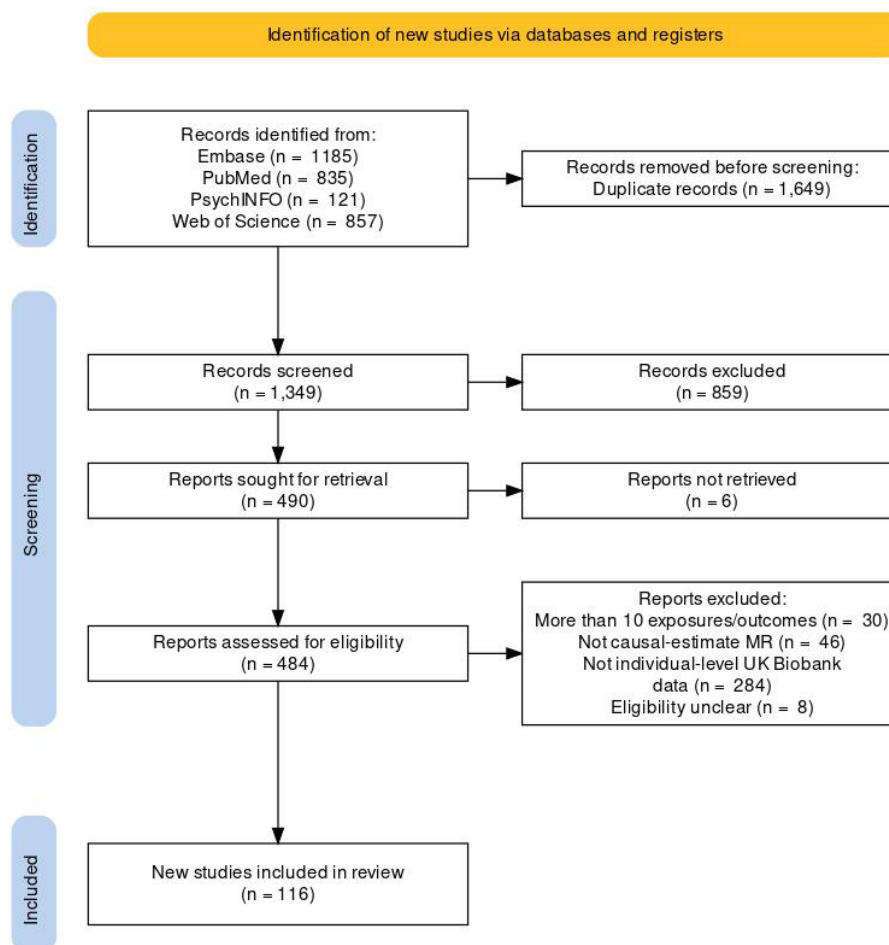 Identification of new studies via databases and registers
Identification
Records identified from:
Embase (n = 1185)
PubMed (n = 835)
PsychINFO (n = 121)
Web of Science (n = 857)
Records removed before screening:
Duplicate records (n = 1,649)
Screening
Records screened
(n = 1,349)
Records excluded
(n = 859)
Reports sought for retrieval
(n = 490)
Reports not retrieved
(n = 6)
Reports assessed for eligibility
(n = 484)
Reports excluded:
More than 10 exposures/outcomes (n = 30)
Not causal-estimate MR (n = 46)
Not individual-level UK Biobank
data (n = 284)
Eligibility unclear (n = 8)
Included
New studies included in review
(n = 116)